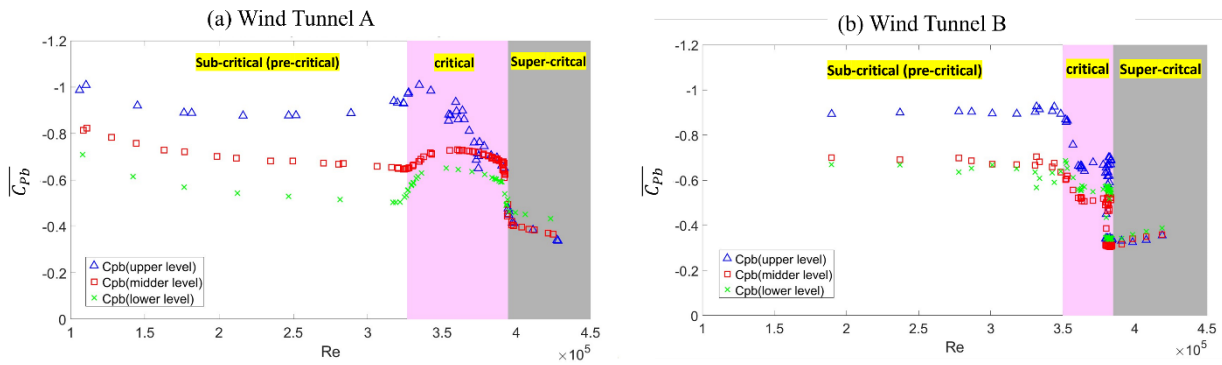 (a) Wind Tunnel A
-1.2
-1
-0.8
-0.6
-0.4
-0.2
0
C̅P̅b̅
Sub-critical (pre-critical)
critical
Super-critcal
Cpb(upper level)
Cpb(midder level)
Cpb(lower level)
1
1.5
2
2.5
3
3.5
4
4.5
Re
×10⁵
(b) Wind Tunnel B
-1.2
-1
-0.8
-0.6
-0.4
-0.2
0
C̅P̅b̅
Sub-critical (pre-critical)
critical
Super-critcal
Cpb(upper level)
Cpb(midder level)
Cpb(lower level)
1
1.5
2
2.5
3
3.5
4
4.5
Re
×10⁵